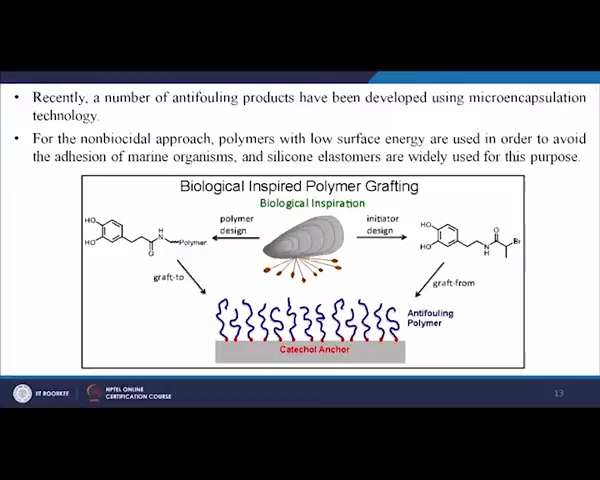 • Recently, a number of antifouling products have been developed using microencapsulation
technology.
• For the nonbiocidal approach, polymers with low surface energy are used in order to avoid
the adhesion of marine organisms, and silicone elastomers are widely used for this purpose.
Biological Inspired Polymer Grafting
Biological Inspiration
polymer
design
initiator
design
HO
HO
H
N
O
Polymer
HO
HO
N
H
O
Br
graft-to
graft-from
Antifouling
Polymer
Catechol Anchor
IIT ROORKEE
NPTEL ONLINE
CERTIFICATION COURSE
13